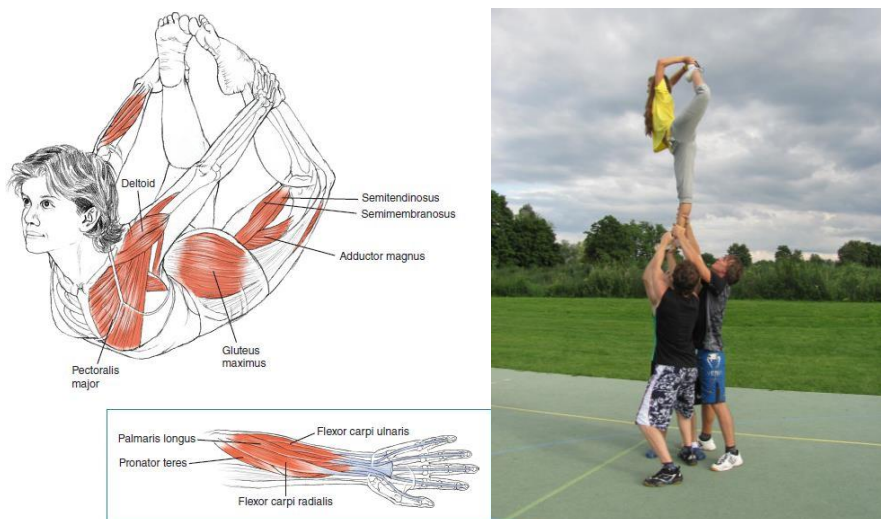 Deltoid
Semitendinosus
Semimembranosus
Adductor magnus
Gluteus
maximus
Pectoralis
major
Palmaris longus
Flexor carpi ulnaris
Pronator teres
Flexor carpi radialis